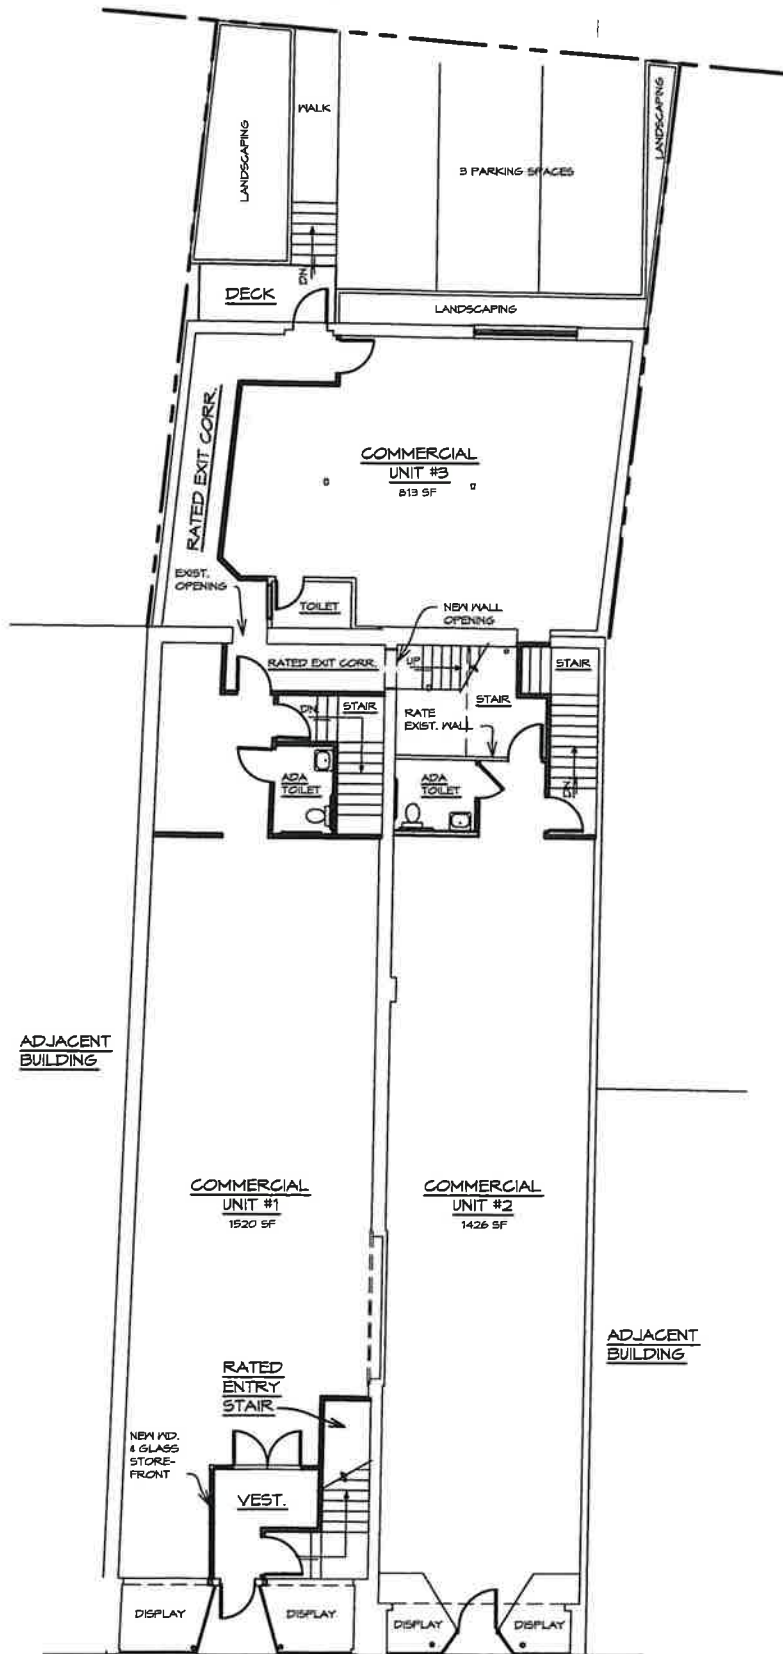 WALK
LANDSCAPING
LANDSCAPING
3 PARKING SPACES
DN
DECK
LANDSCAPING
RATED EXIT CORR.
COMMERCIAL
UNIT #3
813 SF
EXIST.
OPENING
TOILET
NEW WALL
OPENING
RATED EXIT CORR.
UP
STAIR
STAIR
DN
STAIR
RATE
EXIST. WALL
ADA
TOILET
ADA
TOILET
DN
ADJACENT
BUILDING
COMMERCIAL
UNIT #1
1520 SF
COMMERCIAL
UNIT #2
1426 SF
ADJACENT
BUILDING
RATED
ENTRY
STAIR
NEW WD.
& GLASS
STORE-
FRONT
VEST.
DISPLAY
DISPLAY
DISPLAY
DISPLAY